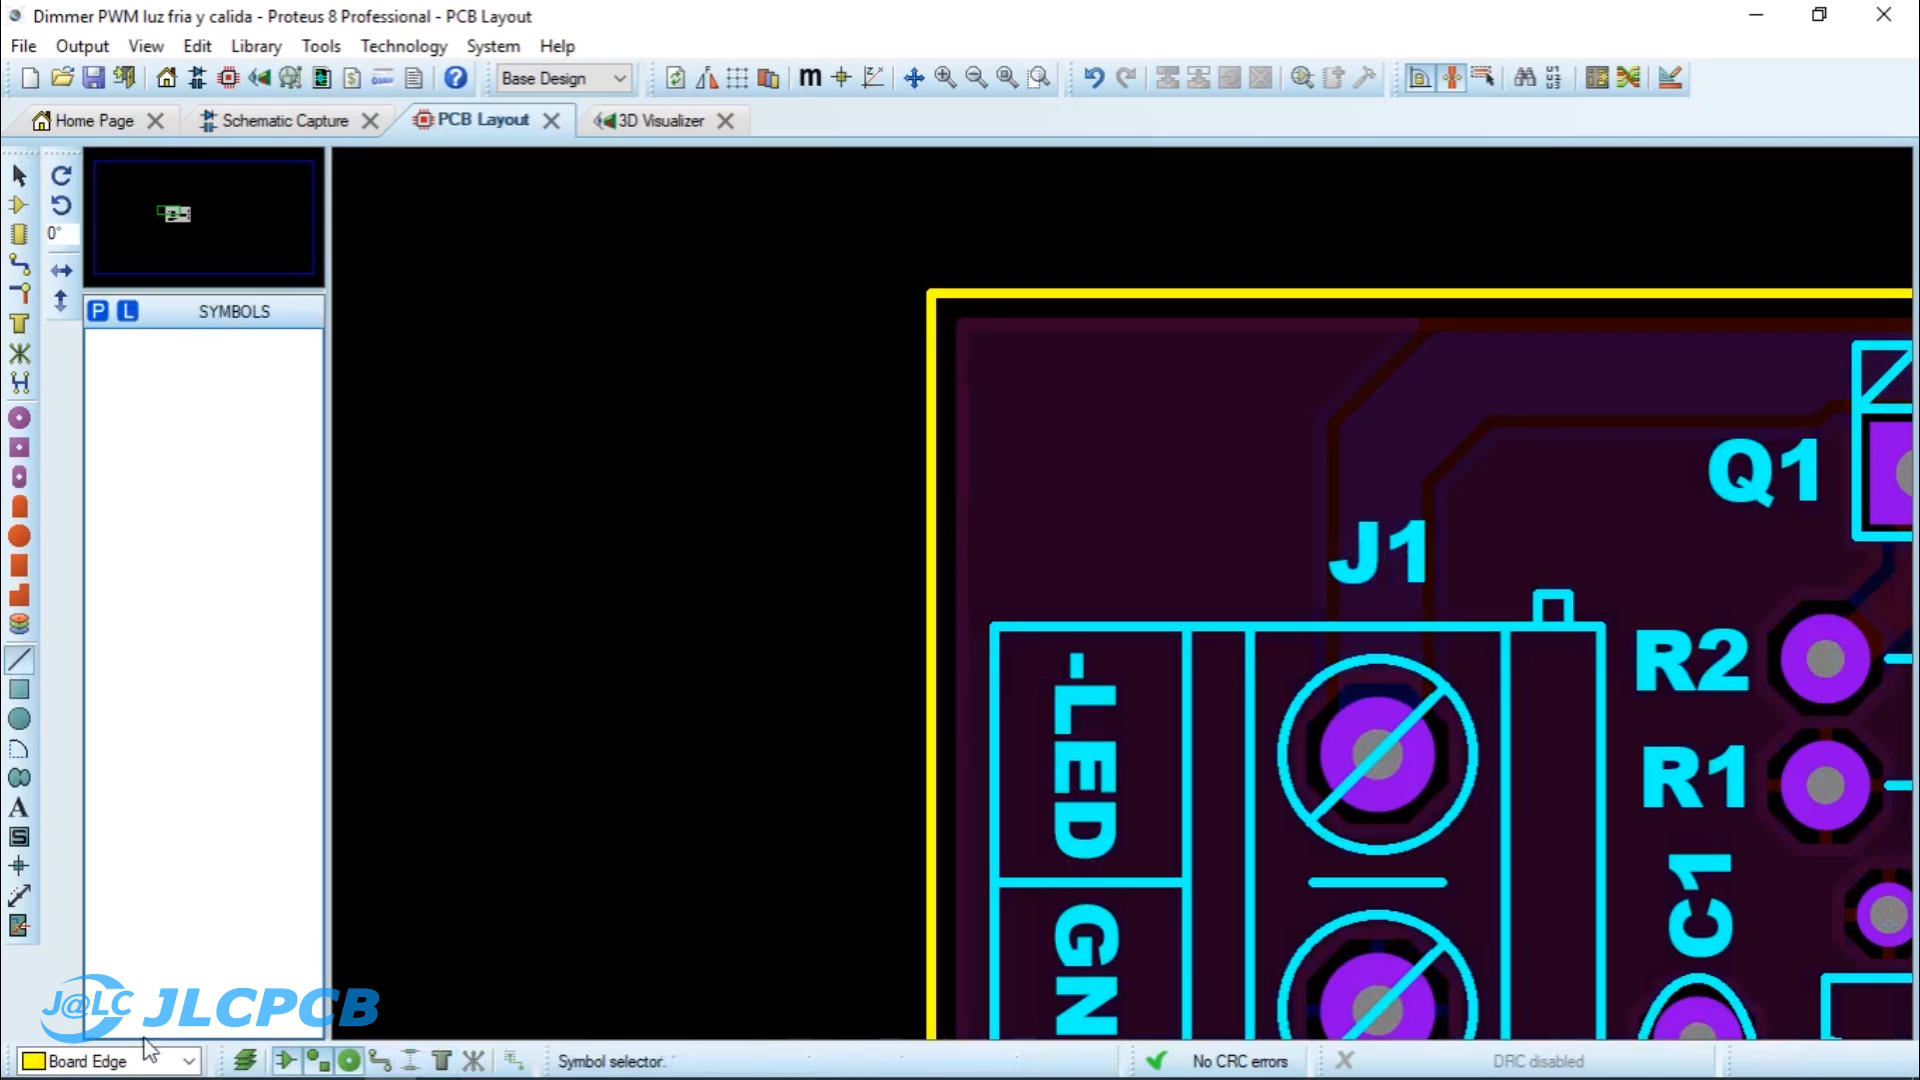 Dimmer PWM luz fria y calida - Proteus 8 Professional - PCB Layout
File Output View Edit Library Tools Technology System Help
Base Design
m
Home Page Schematic Capture PCB Layout 3D Visualizer
0°
P L SYMBOLS
Q1
J1
R2
-LED
R1
C1
GN
A
S
J@LC JLCPCB
Board Edge Symbol selector. No CRC errors DRC disabled